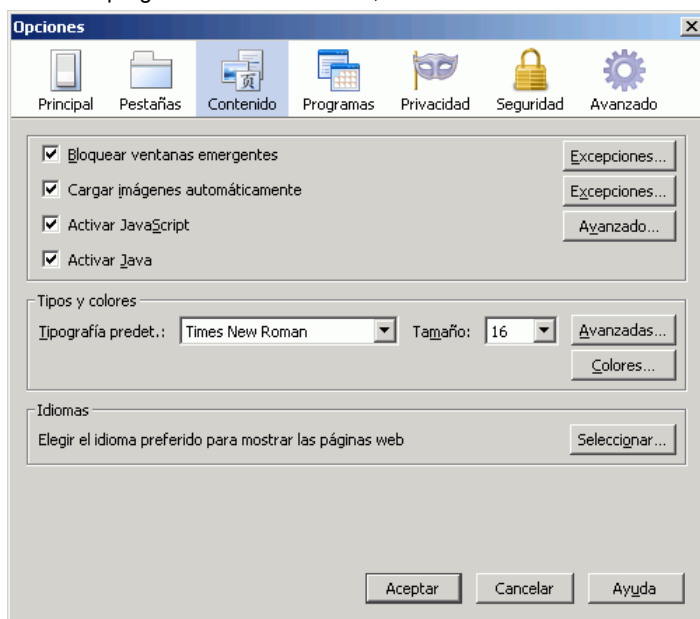 Opciones
Principal Pestañas Contenido Programas Privacidad Seguridad Avanzado
Bloquear ventanas emergentes Excepciones...
Cargar imágenes automáticamente Excepciones...
Activar JavaScript Avanzado...
Activar Java
Tipos y colores
Tipografía predet.: Times New Roman Tamaño: 16 Avanzadas...
Colores...
Idiomas
Elegir el idioma preferido para mostrar las páginas web Seleccionar...
Aceptar Cancelar Ayuda